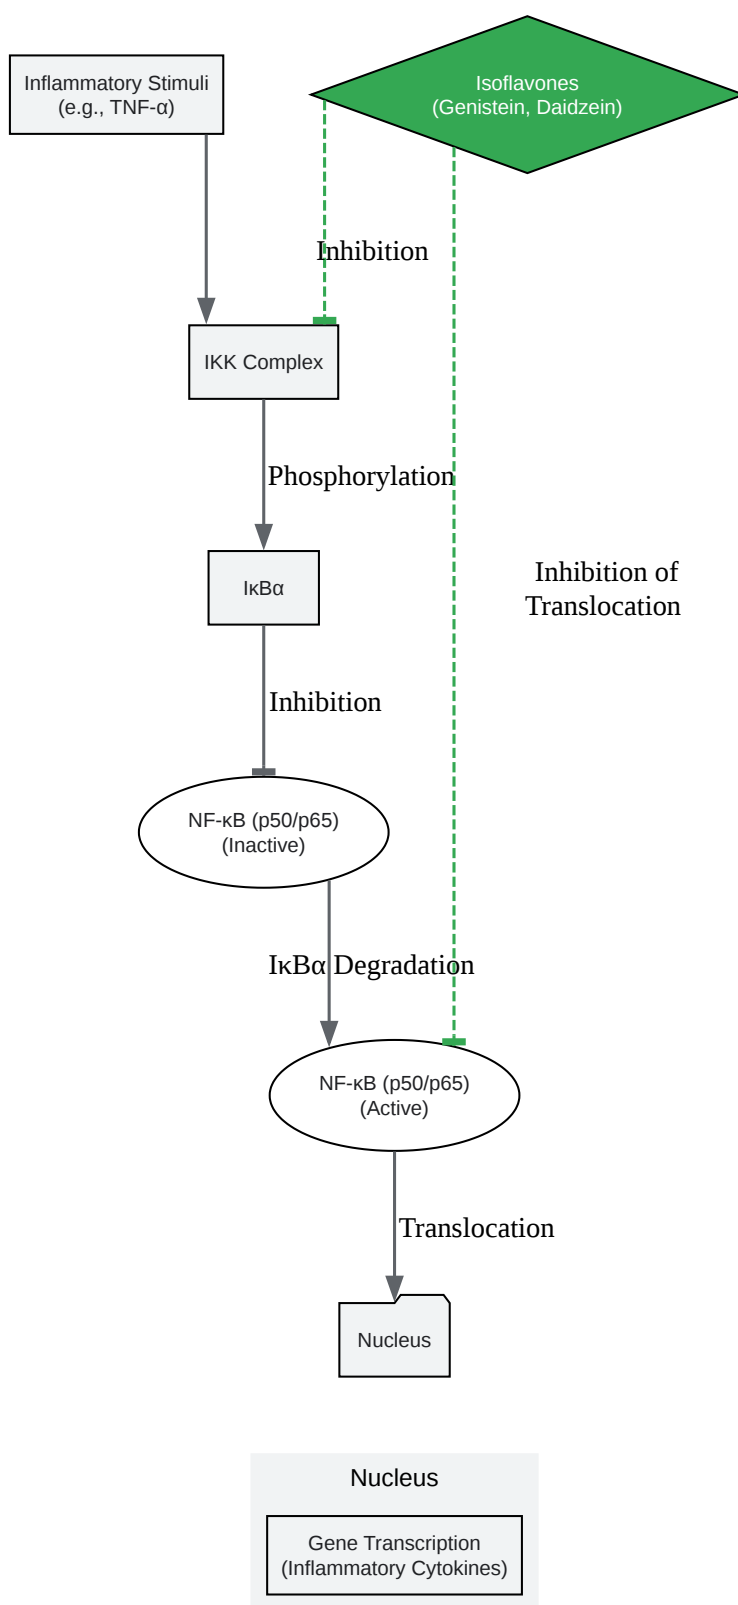 Inflammatory Stimuli
(e.g., TNF-α)
Isoflavones
(Genistein, Daidzein)
Inhibition
IKK Complex
Phosphorylation
IκBα
Inhibition of
Translocation
Inhibition
NF-κB (p50/p65)
(Inactive)
IκBα Degradation
NF-κB (p50/p65)
(Active)
Translocation
Nucleus
Nucleus
Gene Transcription
(Inflammatory Cytokines)